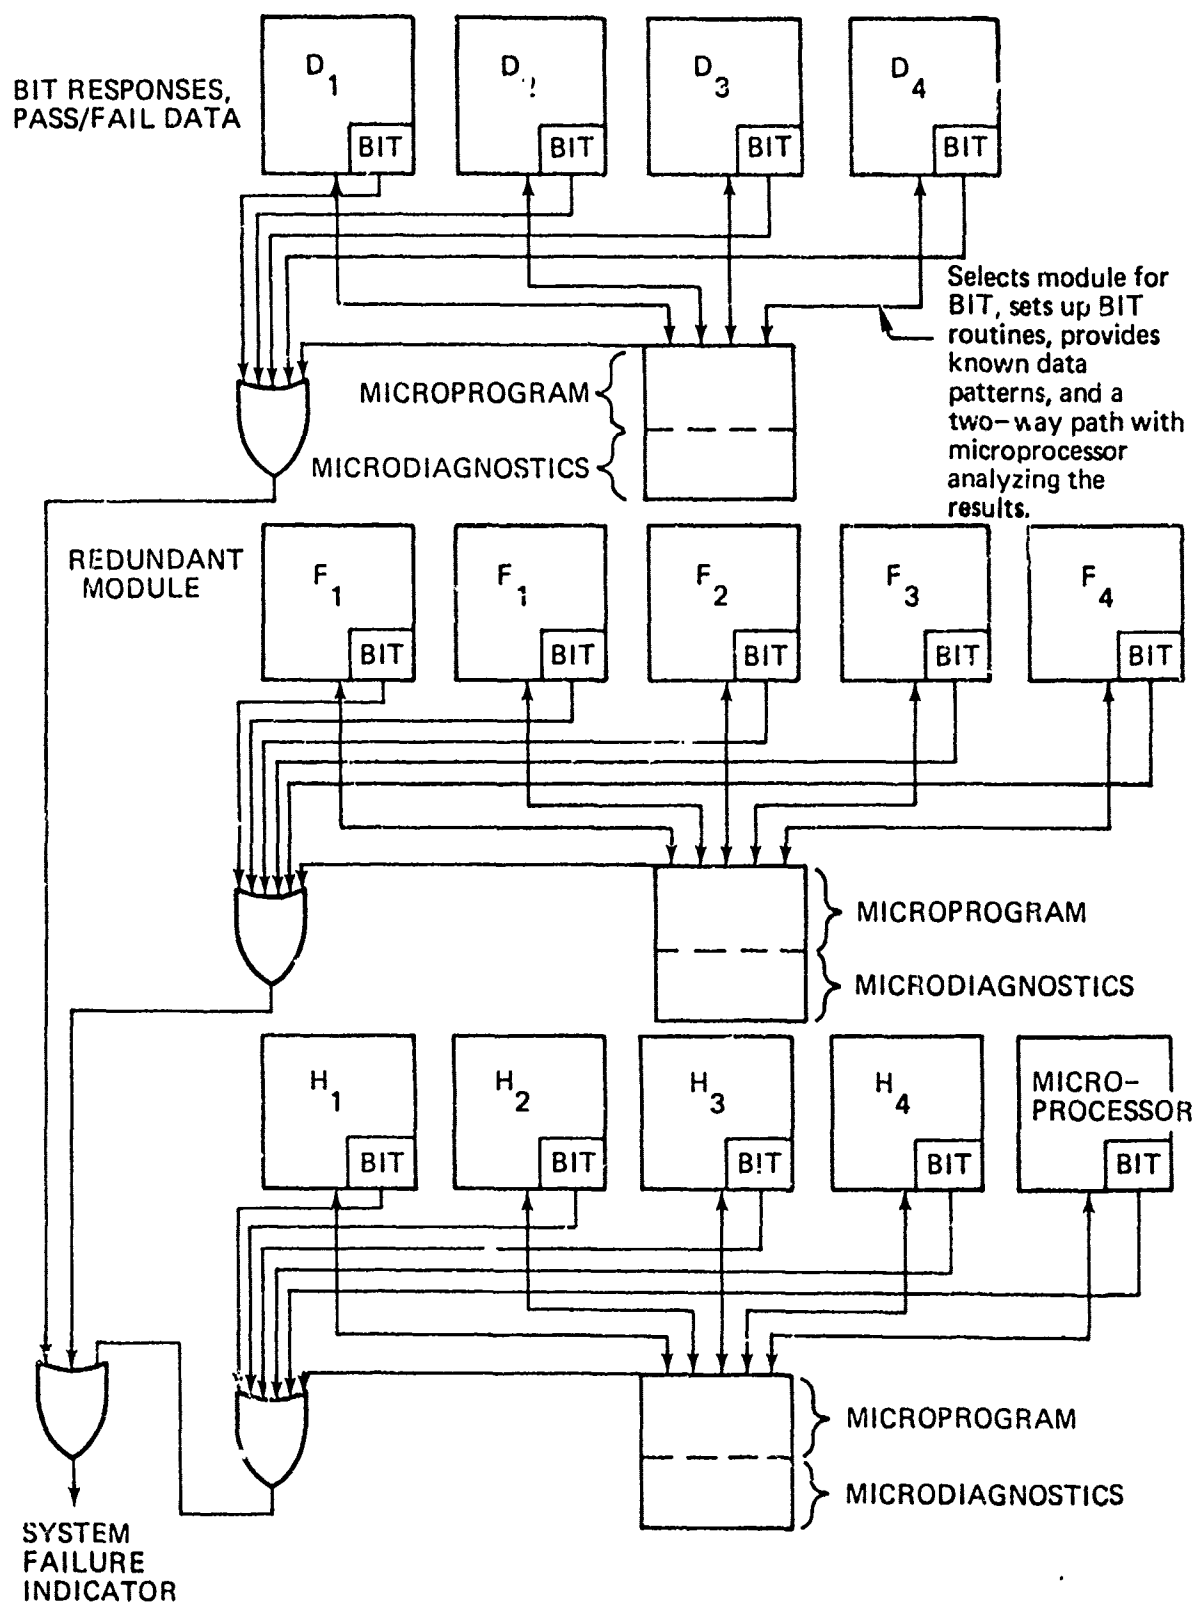 D1
D2
D3
D4
BIT RESPONSES,
PASS/FAIL DATA
BIT
BIT
BIT
BIT
Selects module for
BIT, sets up BIT
routines, provides
known data
patterns, and a
two-way path with
microprocessor
analyzing the
results.
MICROPROGRAM
MICRODIAGNOSTICS
REDUNDANT
MODULE
F1
F1
F2
F3
F4
BIT
BIT
BIT
BIT
BIT
MICROPROGRAM
MICRODIAGNOSTICS
H1
H2
H3
H4
MICRO-
PROCESSOR
BIT
BIT
BIT
BIT
BIT
MICROPROGRAM
MICRODIAGNOSTICS
SYSTEM
FAILURE
INDICATOR